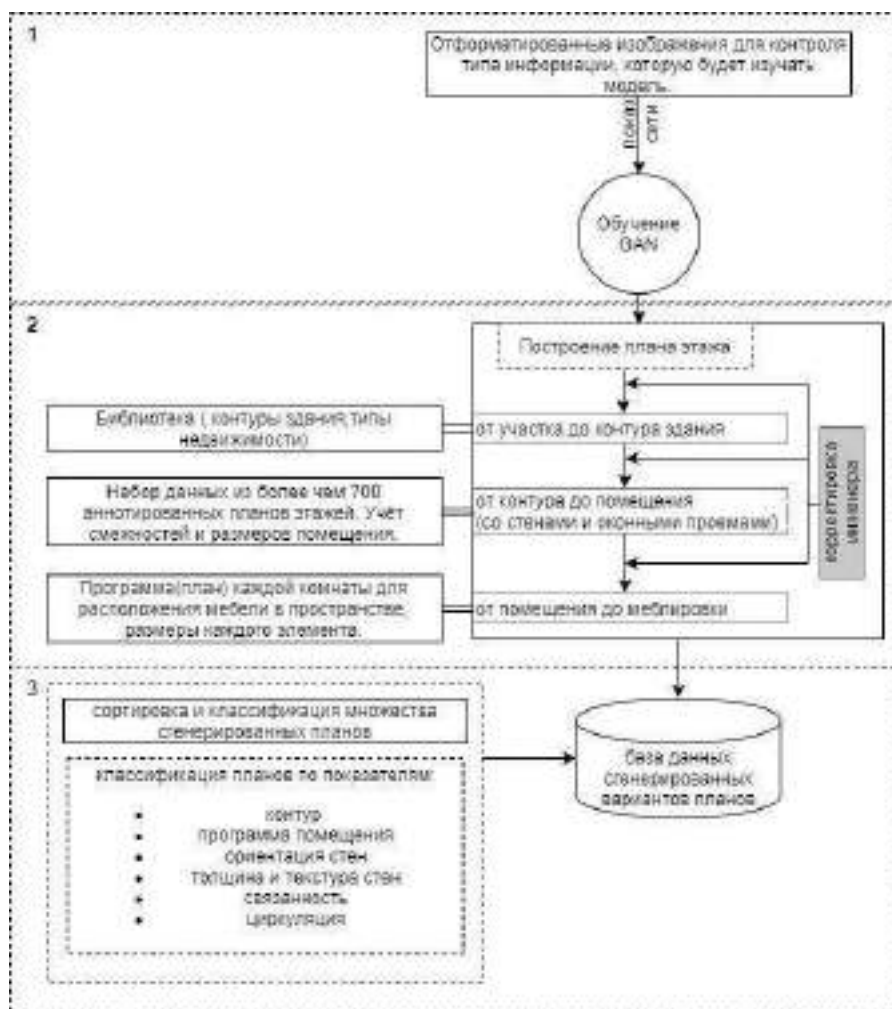 1
Отформатированные изображения для контроля
типа информации, которую будет изучать
модель.
поиск
сети
Обучение
GAN
2
Построение плана этажа
Библиотека ( контуры здания, типы
недвижимости)
от участка до контура здания
Набор данных из более чем 700
аннотированных планов этажей. Учёт
смежностей и размеров помещения.
от контура до помещения
(со стенами и оконными проемами)
корректировка
инженера
Программа(план) каждой комнаты для
расположения мебели в пространстве,
размеры каждого элемента.
от помещения до меблировки
3
сортировка и классификация множества
сгенерированных планов
классификация планов по показателям:
контур
программа помещения
ориентация стен
толщина и текстура стен
связанность
циркуляция
база данных
сгенерированных
вариантов планов